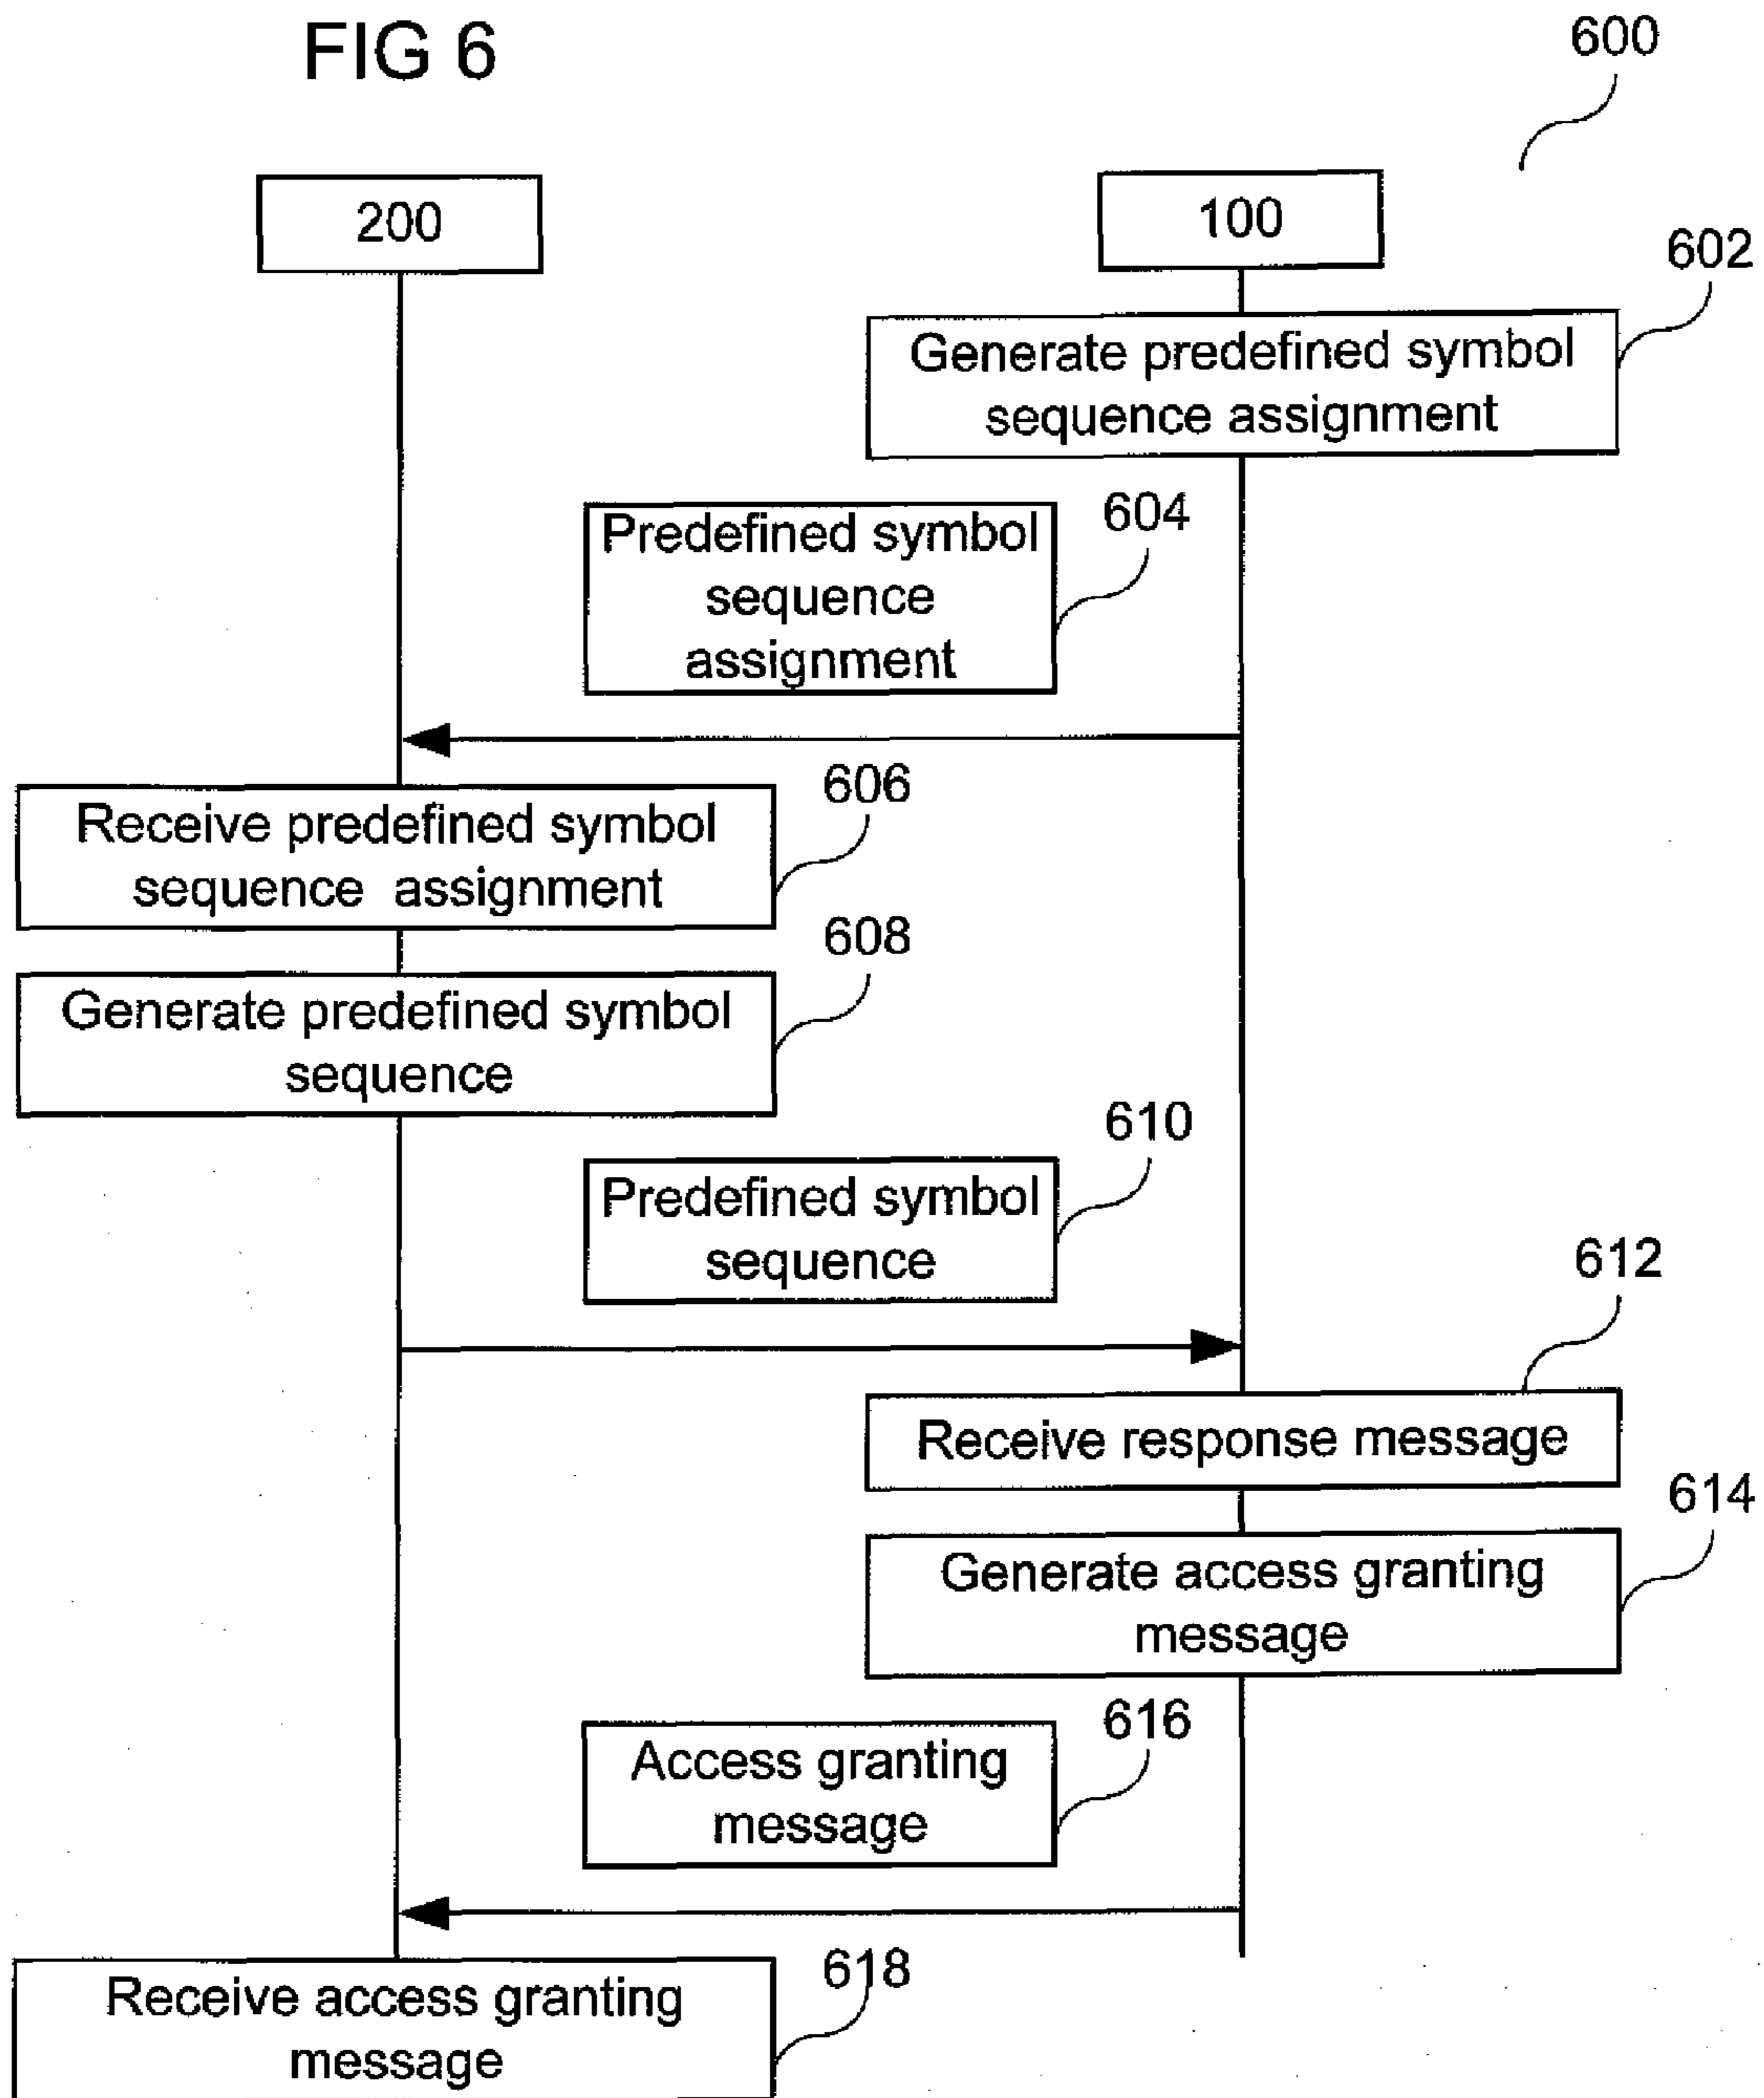 FIG 6
600
200
100
602
Generate predefined symbol
sequence assignment
604
Predefined symbol
sequence
assignment
606
Receive predefined symbol
sequence assignment
608
Generate predefined symbol
sequence
610
Predefined symbol
sequence
612
Receive response message
614
Generate access granting
message
616
Access granting
message
618
Receive access granting
message